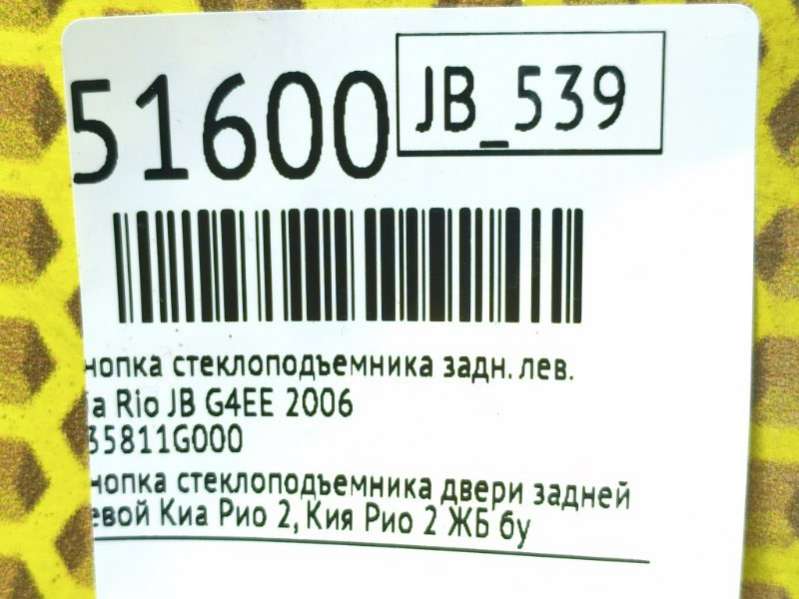 51600
JB_539
нопка стеклоподъемника задн. лев.
ia Rio JB G4EE 2006
35811G000
нопка стеклоподъемника двери задней
евой Киа Рио 2, Кия Рио 2 ЖБ бу